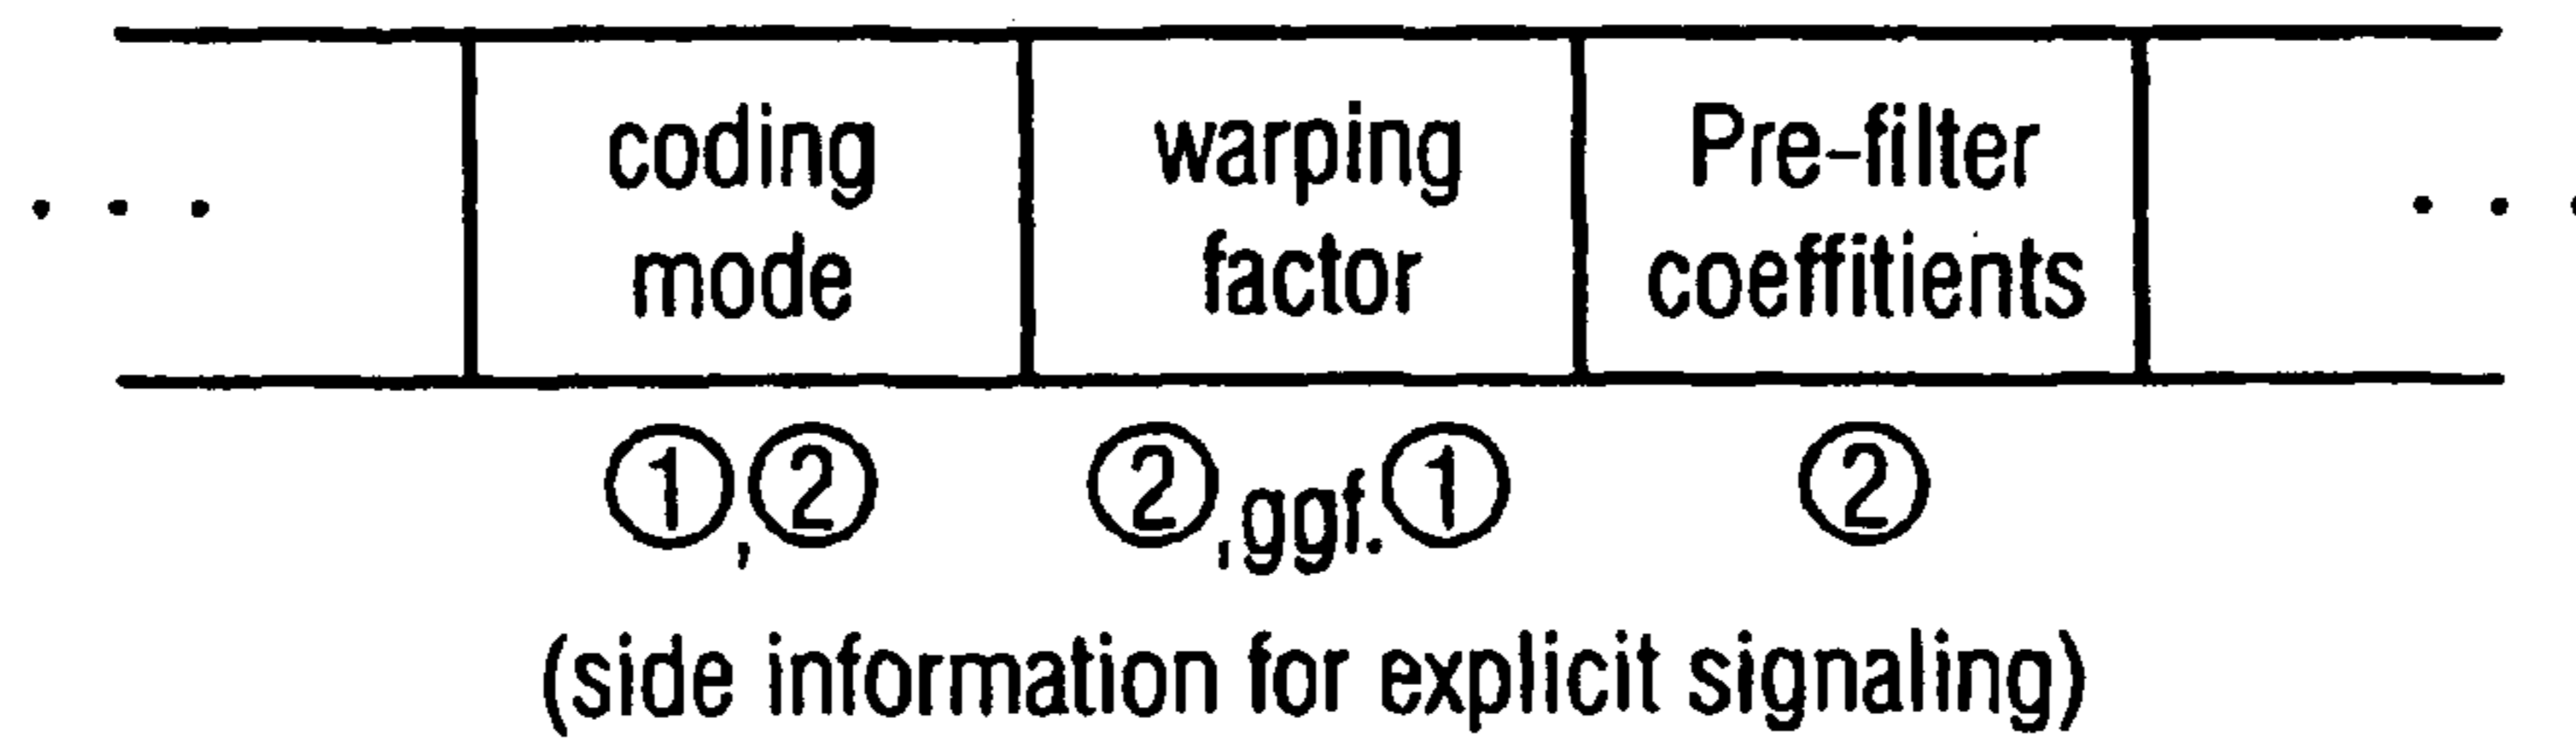 . . .
coding
mode
warping
factor
Pre-filter
coeffitients
. . .
①,②
②,ggf.①
②
(side information for explicit signaling)